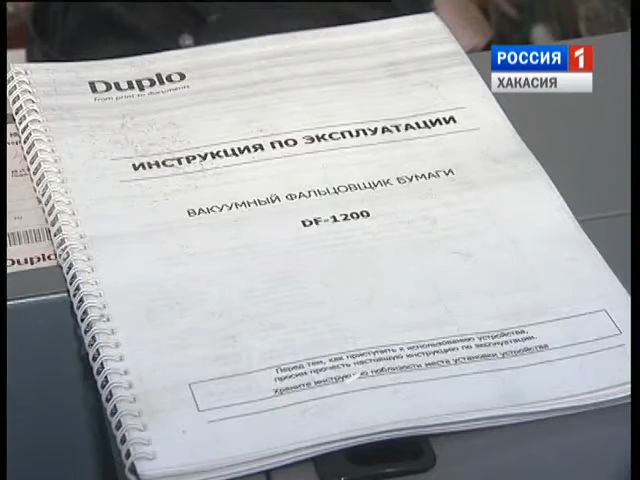 РОССИЯ 1
ХАКАСИЯ
Duplo
from print to documents
ИНСТРУКЦИЯ ПО ЭКСПЛУАТАЦИИ
ВАКУУМНЫЙ ФАЛЬЦОВЩИК БУМАГИ
DF-1200
Duplo
Перед тем, как приступить к использованию устройства,
просим прочесть настоящую инструкцию по эксплуатации.
Храните инструкцию поблизости места установки устройства